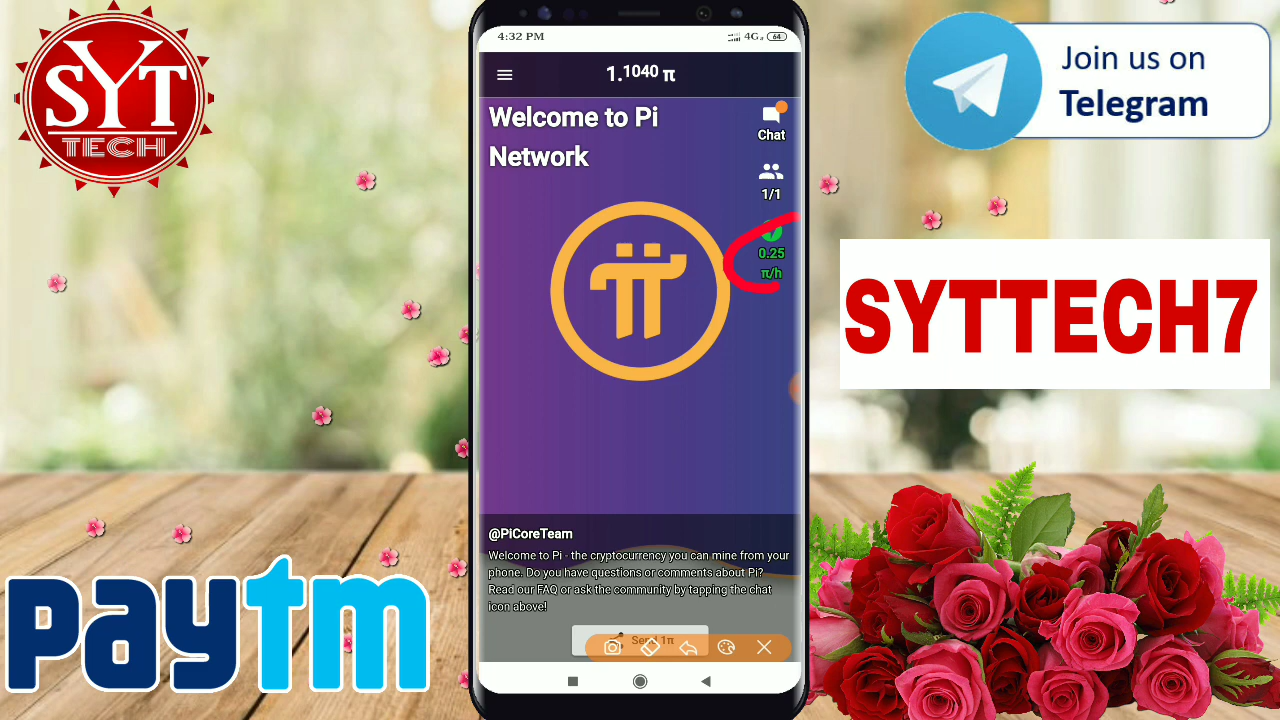 SYT
TECH
4:32 PM
4G
64
1.1040 π
Welcome to Pi
Network
Chat
1/1
0.25
π/h
@PiCoreTeam
Welcome to Pi - the cryptocurrency you can mine from your
phone. Do you have questions or comments about Pi?
Read our FAQ or ask the community by tapping the chat
icon above!
Send 1π
Join us on
Telegram
SYTTECH7
paytm